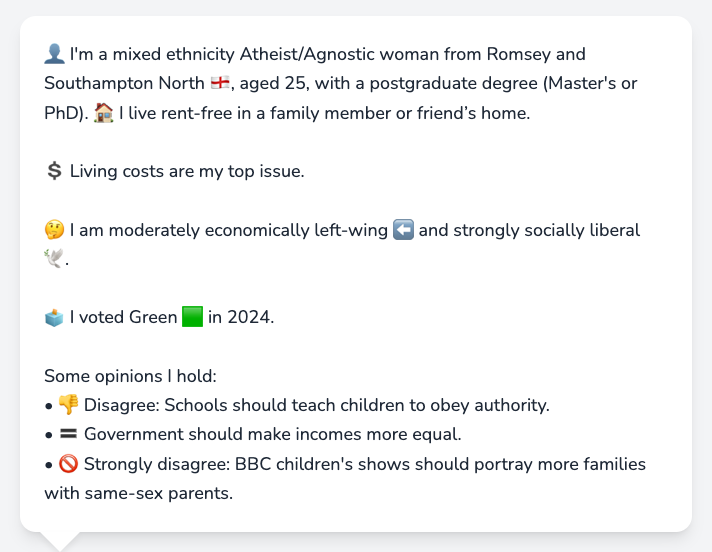 👤 I'm a mixed ethnicity Atheist/Agnostic woman from Romsey and
Southampton North 🏴󠁧󠁢󠁥󠁮󠁧󠁿, aged 25, with a postgraduate degree (Master's or
PhD). 🏠 I live rent-free in a family member or friend’s home.
💲 Living costs are my top issue.
🤔 I am moderately economically left-wing ⬅️ and strongly socially liberal
🕊️.
🗳️ I voted Green 🟩 in 2024.
Some opinions I hold:
• 👎 Disagree: Schools should teach children to obey authority.
• 🟰 Government should make incomes more equal.
• 🚫 Strongly disagree: BBC children's shows should portray more families
with same-sex parents.